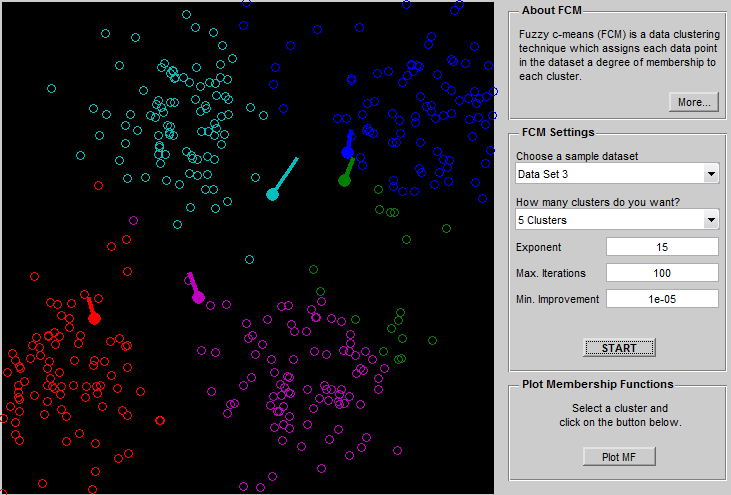 About FCM
Fuzzy c-means (FCM) is a data clustering
technique which assigns each data point
in the dataset a degree of membership to
each cluster.
More...
FCM Settings
Choose a sample dataset
Data Set 3
How many clusters do you want?
5 Clusters
Exponent 15
Max. Iterations 100
Min. Improvement 1e-05
START
Plot Membership Functions
Select a cluster and
click on the button below.
Plot MF